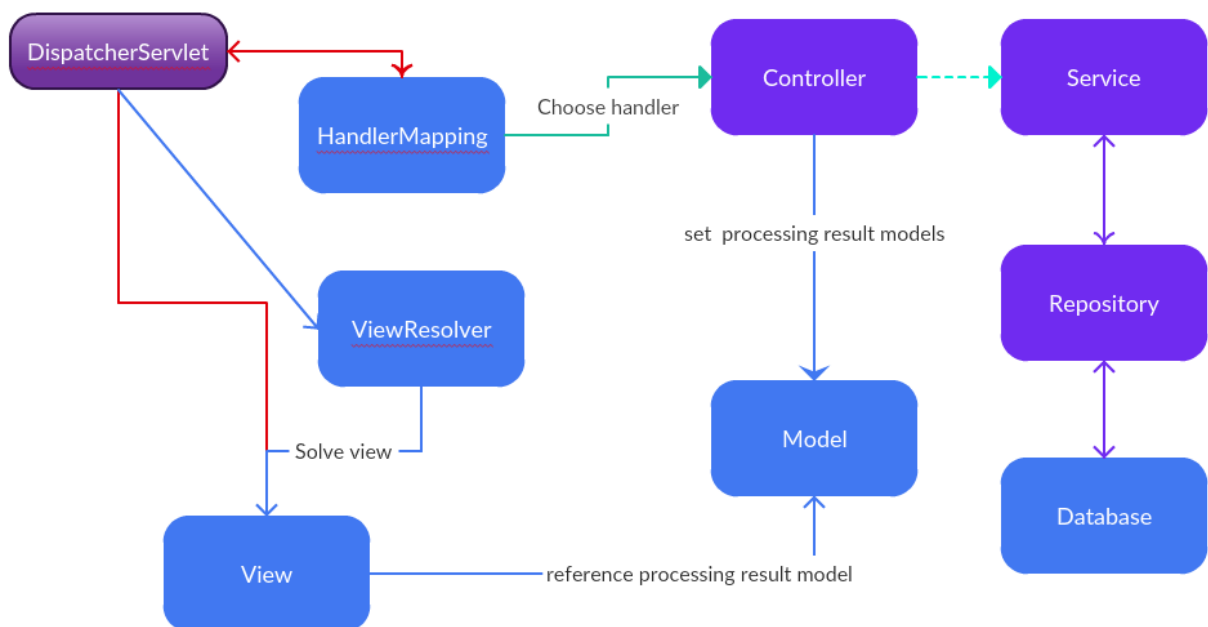 DispatcherServlet
HandlerMapping
Choose handler
Controller
Service
set processing result models
Repository
ViewResolver
Solve view
Model
Database
View
reference processing result model